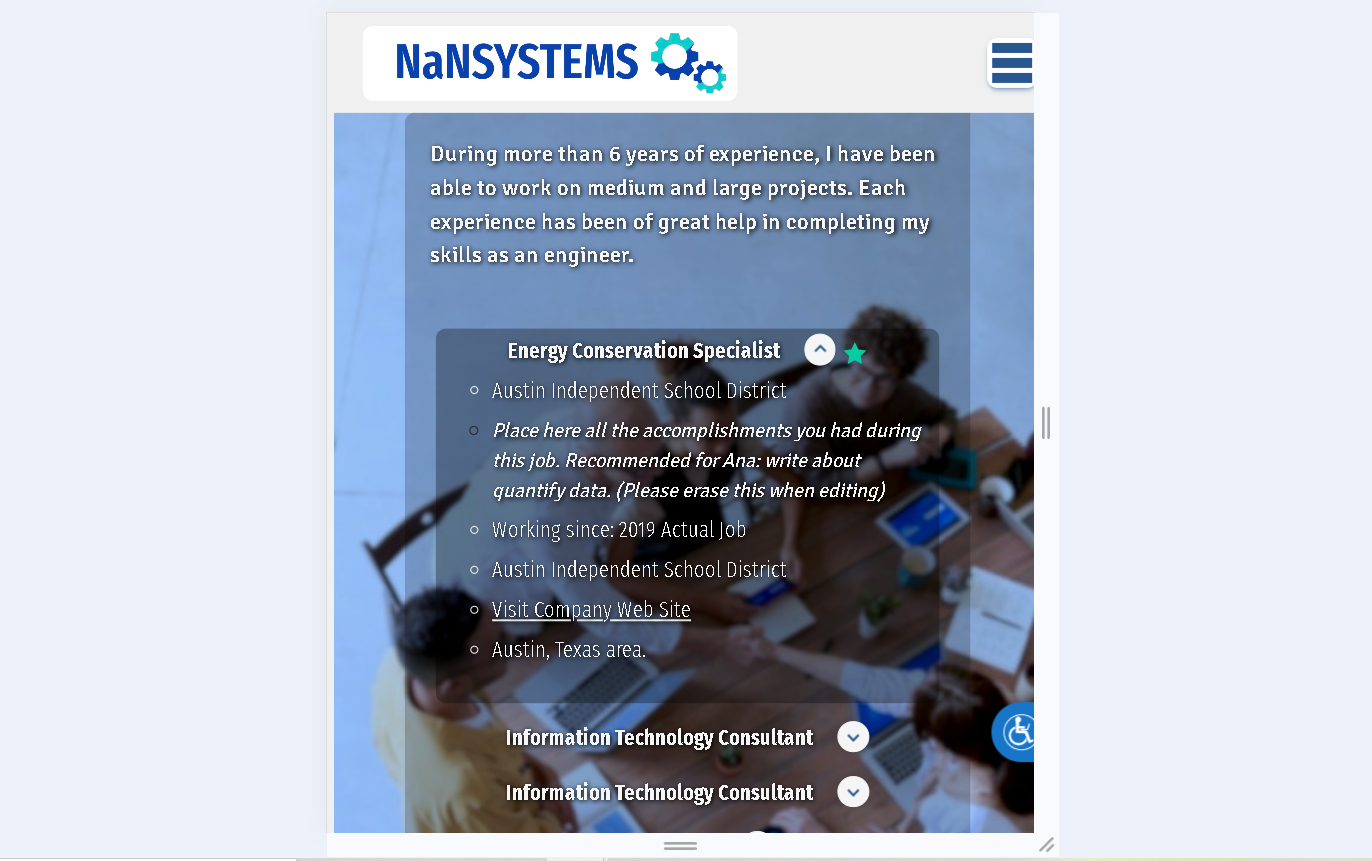 NaNSYSTEMS
During more than 6 years of experience, I have been
able to work on medium and large projects. Each
experience has been of great help in completing my
skills as an engineer.
Energy Conservation Specialist
Austin Independent School District
Place here all the accomplishments you had during
this job. Recommended for Ana: write about
quantify data. (Please erase this when editing)
Working since: 2019 Actual Job
Austin Independent School District
Visit Company Web Site
Austin, Texas area.
Information Technology Consultant
Information Technology Consultant